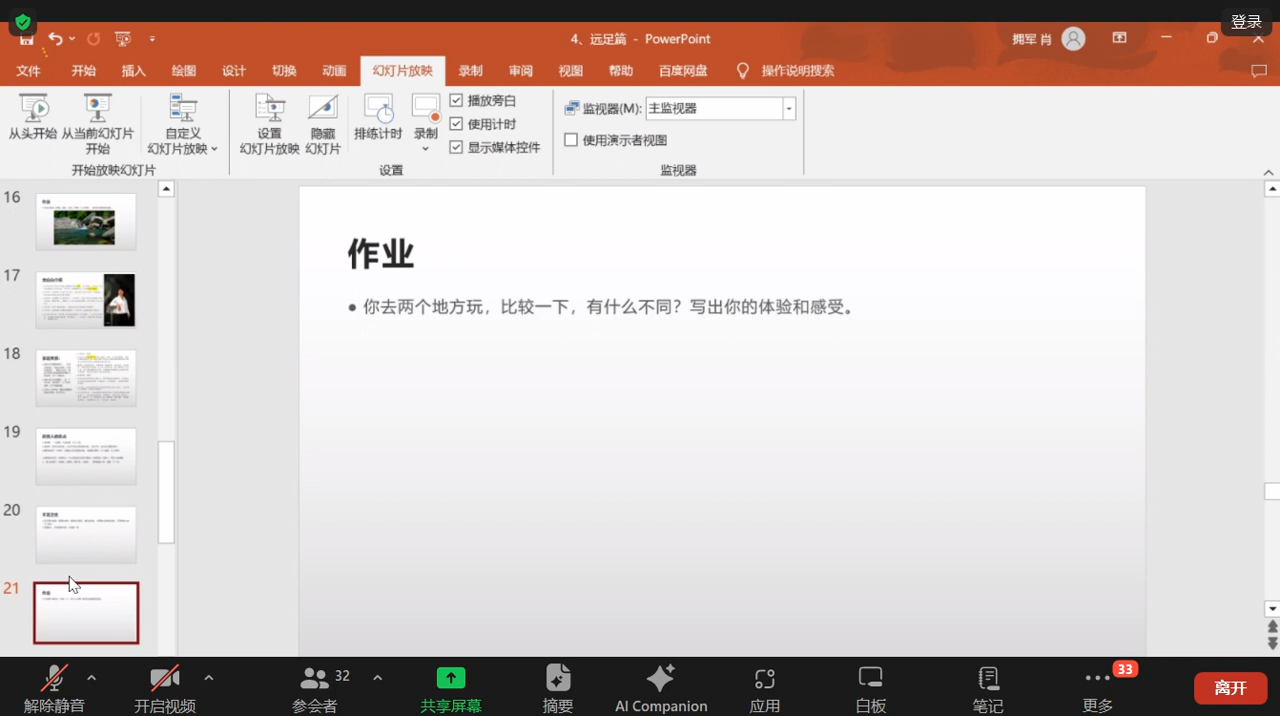 登录
4、远足篇 - PowerPoint
拥军 肖
文件 开始 插入 绘图 设计 切换 动画 幻灯片放映 录制 审阅 视图 帮助 百度网盘 操作说明搜索
从头开始 从当前幻灯片
开始
自定义
幻灯片放映
设置
幻灯片放映
隐藏
幻灯片
排练计时 录制
播放旁白
使用计时
显示媒体控件
监视器(M): 主监视器
使用演示者视图
开始放映幻灯片 设置 监视器
16
17
18
19
20
21
作业
• 你去两个地方玩，比较一下，有什么不同？写出你的体验和感受。
解除静音 开启视频 参会者 32 共享屏幕 摘要 AI Companion 应用 白板 笔记 更多 33 离开